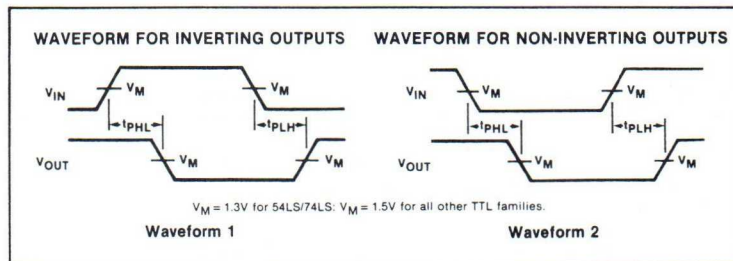 WAVEFORM FOR INVERTING OUTPUTS
VIN
VM
VM
tPHL
tPLH
VOUT
VM
VM
WAVEFORM FOR NON-INVERTING OUTPUTS
VIN
VM
VM
tPHL
tPLH
VOUT
VM
VM
VM = 1.3V for 54LS/74LS: VM = 1.5V for all other TTL families.
Waveform 1
Waveform 2